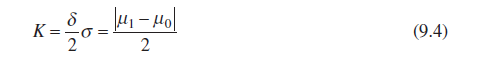 K = δ/2 σ = |μ₁ − μ₀|/2 (9.4)